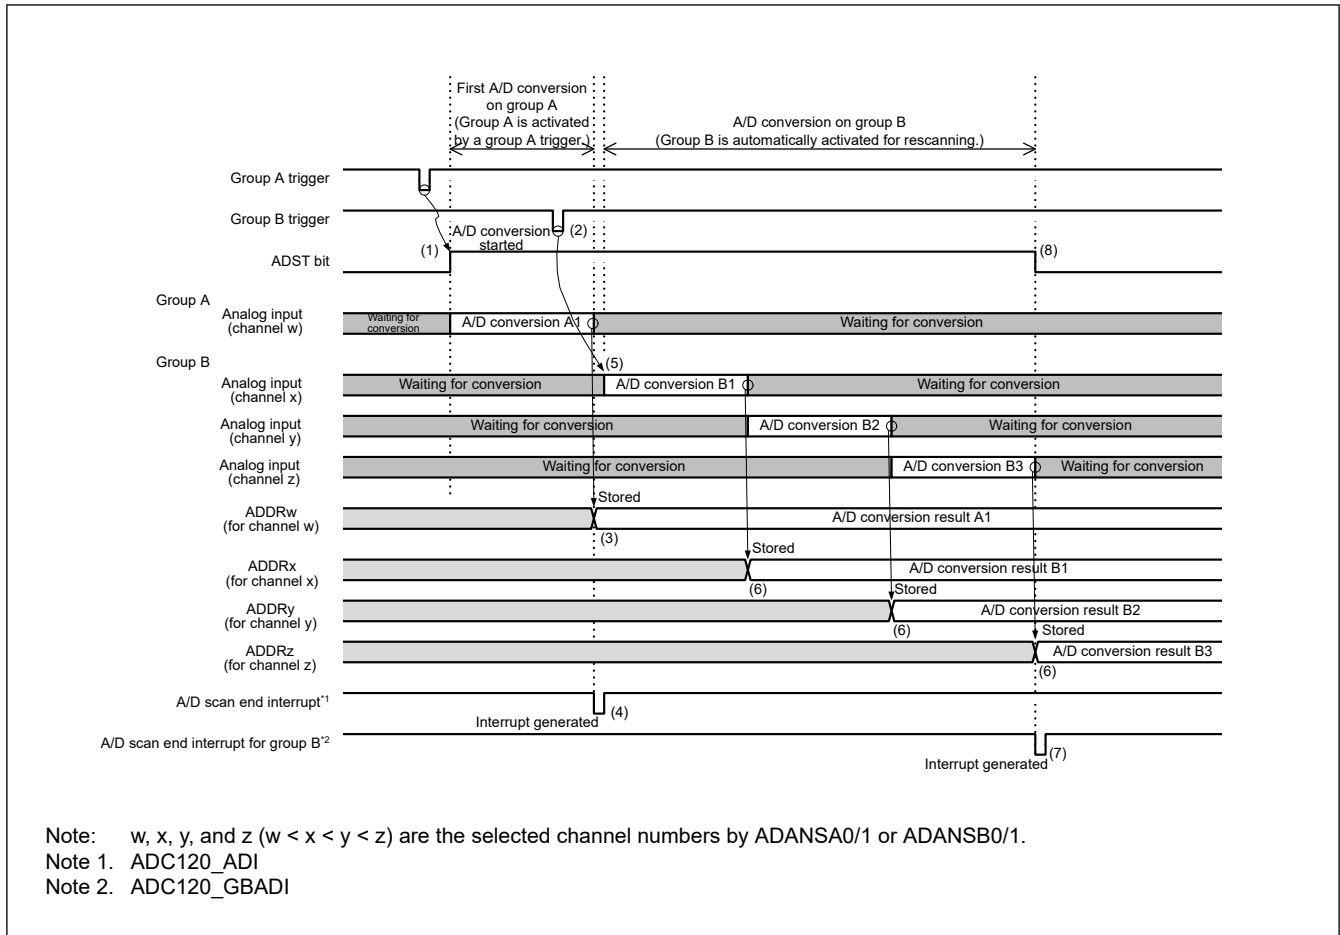 First A/D conversion
on group A
(Group A is activated
by a group A trigger.)
A/D conversion on group B
(Group B is automatically activated for rescanning.)
Group A trigger
Group B trigger
(2)
A/D conversion
started
(1)
(8)
ADST bit
Group A
Analog input
(channel w)
Waiting for
conversion
A/D conversion A1
Waiting for conversion
Group B
(5)
Analog input
(channel x)
Waiting for conversion
A/D conversion B1
Waiting for conversion
Analog input
(channel y)
Waiting for conversion
A/D conversion B2
Waiting for conversion
Analog input
(channel z)
Waiting for conversion
A/D conversion B3
Waiting for conversion
Stored
ADDRw
(for channel w)
A/D conversion result A1
(3)
Stored
ADDRx
(for channel x)
A/D conversion result B1
(6)
Stored
ADDRy
(for channel y)
A/D conversion result B2
(6)
Stored
ADDRz
(for channel z)
A/D conversion result B3
(6)
A/D scan end interrupt*1
(4)
Interrupt generated
A/D scan end interrupt for group B*2
(7)
Interrupt generated
Note: w, x, y, and z (w < x < y < z) are the selected channel numbers by ADANSA0/1 or ADANSB0/1.
Note 1. ADC120_ADI
Note 2. ADC120_GBADI